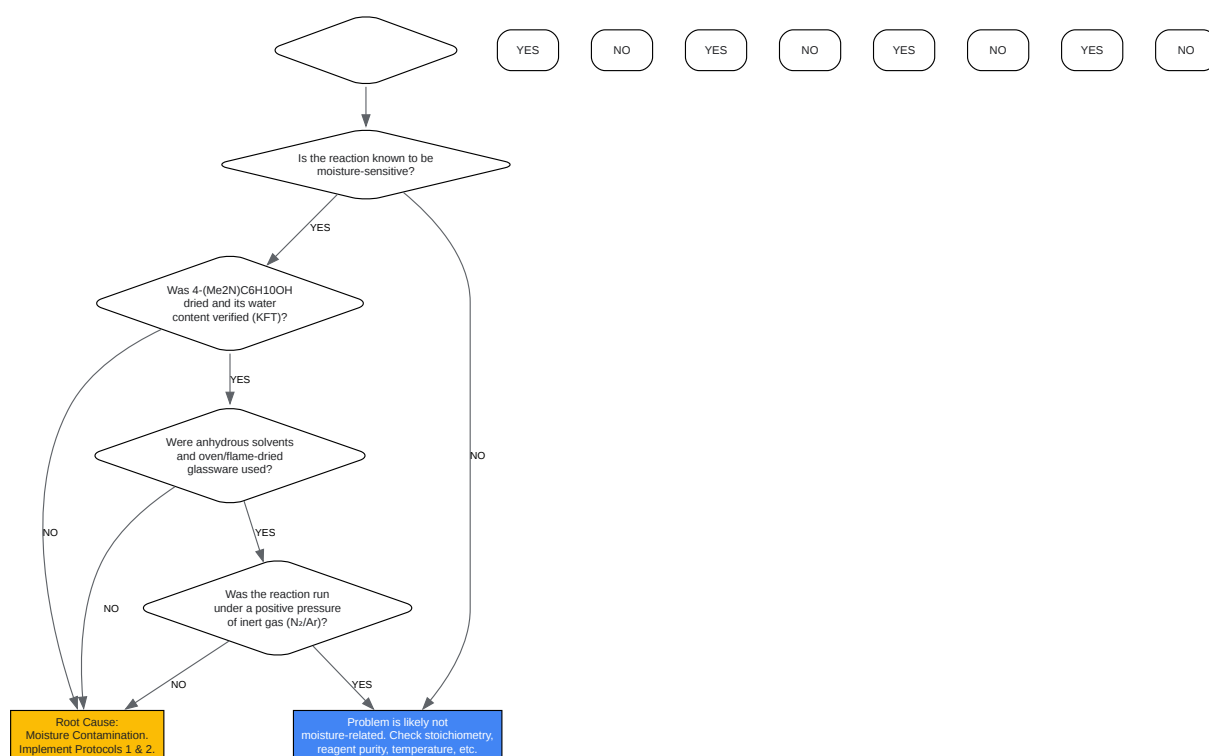 YES
NO
YES
NO
YES
NO
YES
NO
Is the reaction known to be
moisture-sensitive?
YES
Was 4-(Me2N)C6H10OH
dried and its water
content verified (KFT)?
YES
Were anhydrous solvents
and oven/flame-dried
glassware used?
NO
NO
YES
Was the reaction run
under a positive pressure
of inert gas (N₂/Ar)?
NO
NO
YES
Root Cause:
Moisture Contamination.
Implement Protocols 1 & 2.
Problem is likely not
moisture-related. Check stoichiometry,
reagent purity, temperature, etc.